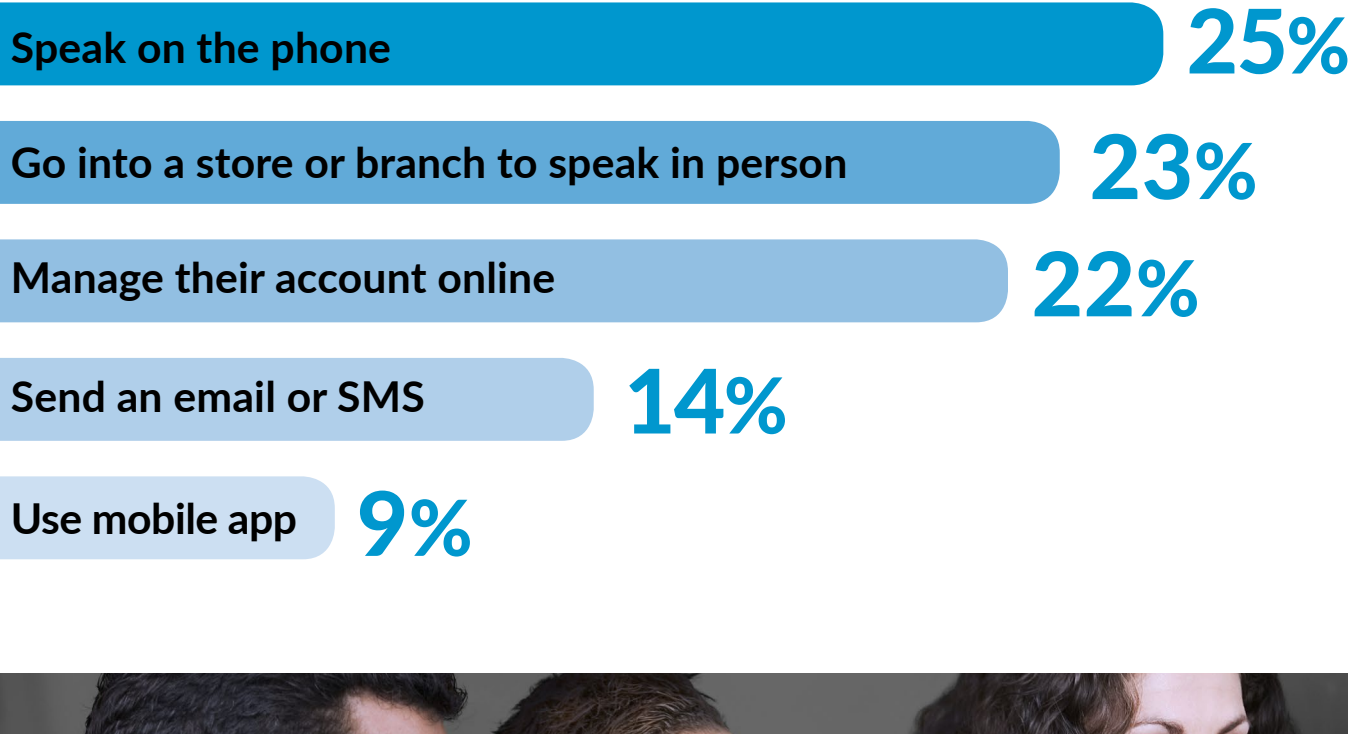 Speak on the phone 25%
Go into a store or branch to speak in person 23%
Manage their account online 22%
Send an email or SMS 14%
Use mobile app 9%